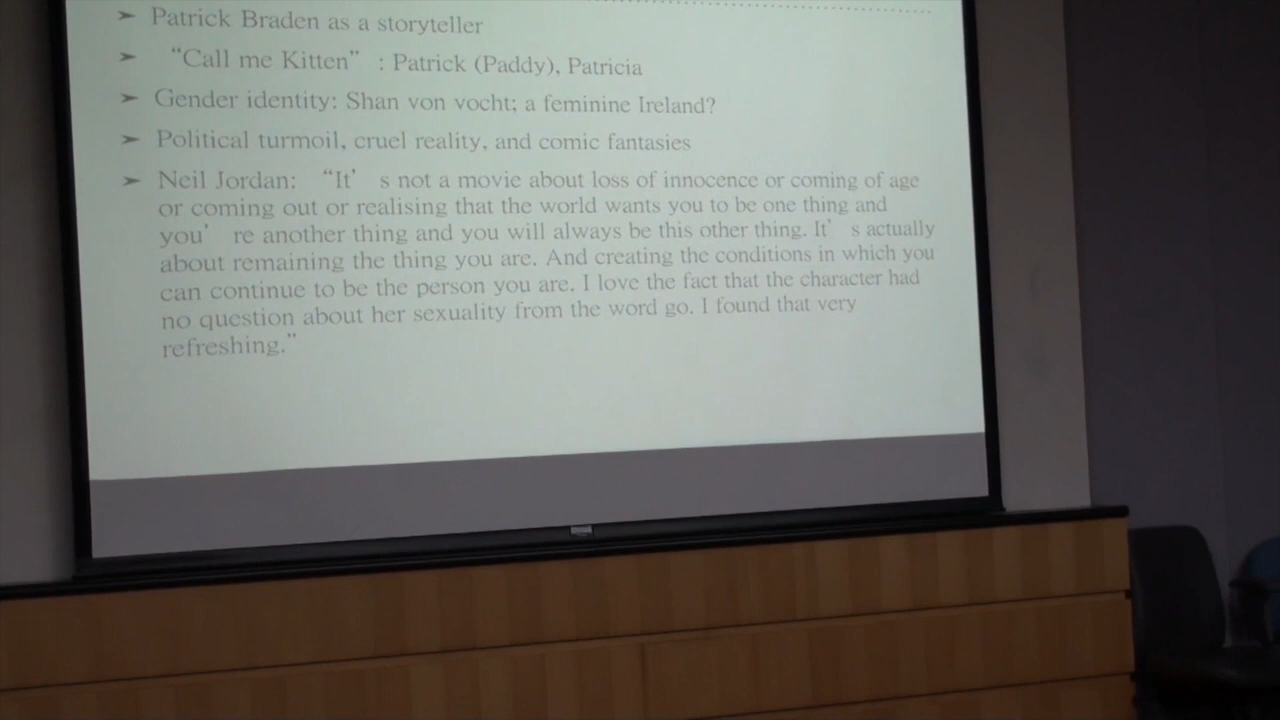 ➢ Patrick Braden as a storyteller
➢ “Call me Kitten” : Patrick (Paddy), Patricia
➢ Gender identity: Shan von vocht; a feminine Ireland?
➢ Political turmoil, cruel reality, and comic fantasies
➢ Neil Jordan: “It’ s not a movie about loss of innocence or coming of age
or coming out or realising that the world wants you to be one thing and
you’ re another thing and you will always be this other thing. It’ s actually
about remaining the thing you are. And creating the conditions in which you
can continue to be the person you are. I love the fact that the character had
no question about her sexuality from the word go. I found that very
refreshing.”